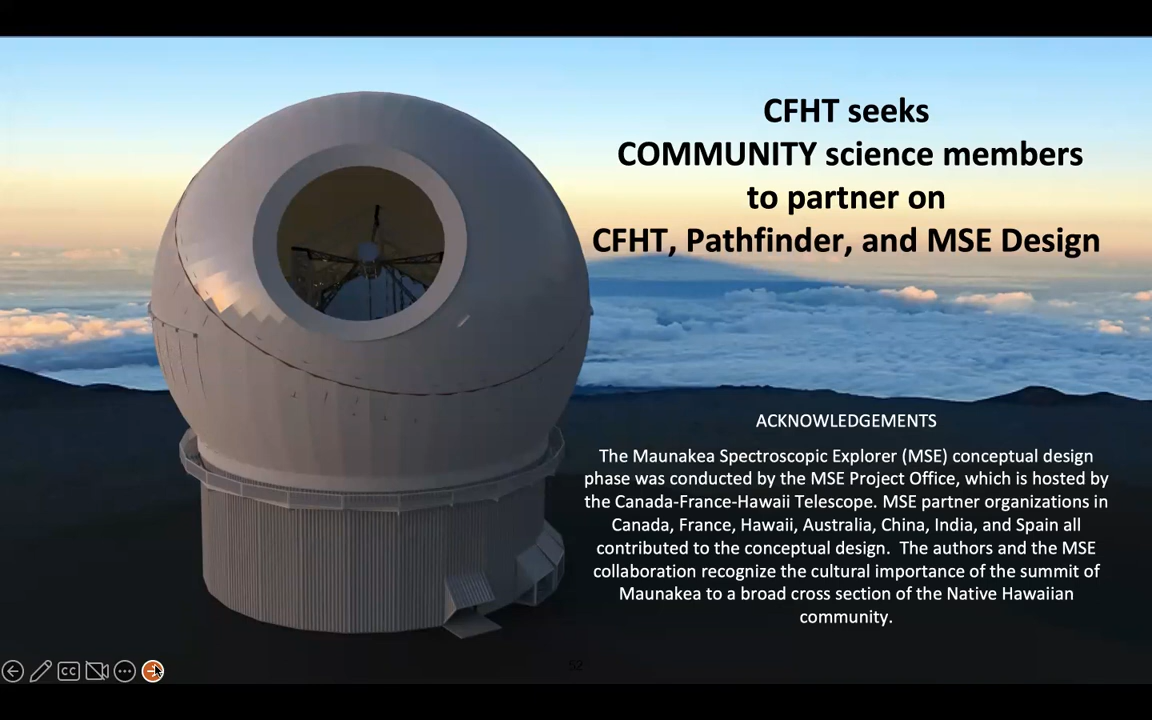 CFHT seeks
COMMUNITY science members
to partner on
CFHT, Pathfinder, and MSE Design
ACKNOWLEDGEMENTS
The Maunakea Spectroscopic Explorer (MSE) conceptual design
phase was conducted by the MSE Project Office, which is hosted by
the Canada-France-Hawaii Telescope. MSE partner organizations in
Canada, France, Hawaii, Australia, China, India, and Spain all
contributed to the conceptual design.  The authors and the MSE
collaboration recognize the cultural importance of the summit of
Maunakea to a broad cross section of the Native Hawaiian
community.
52
CC